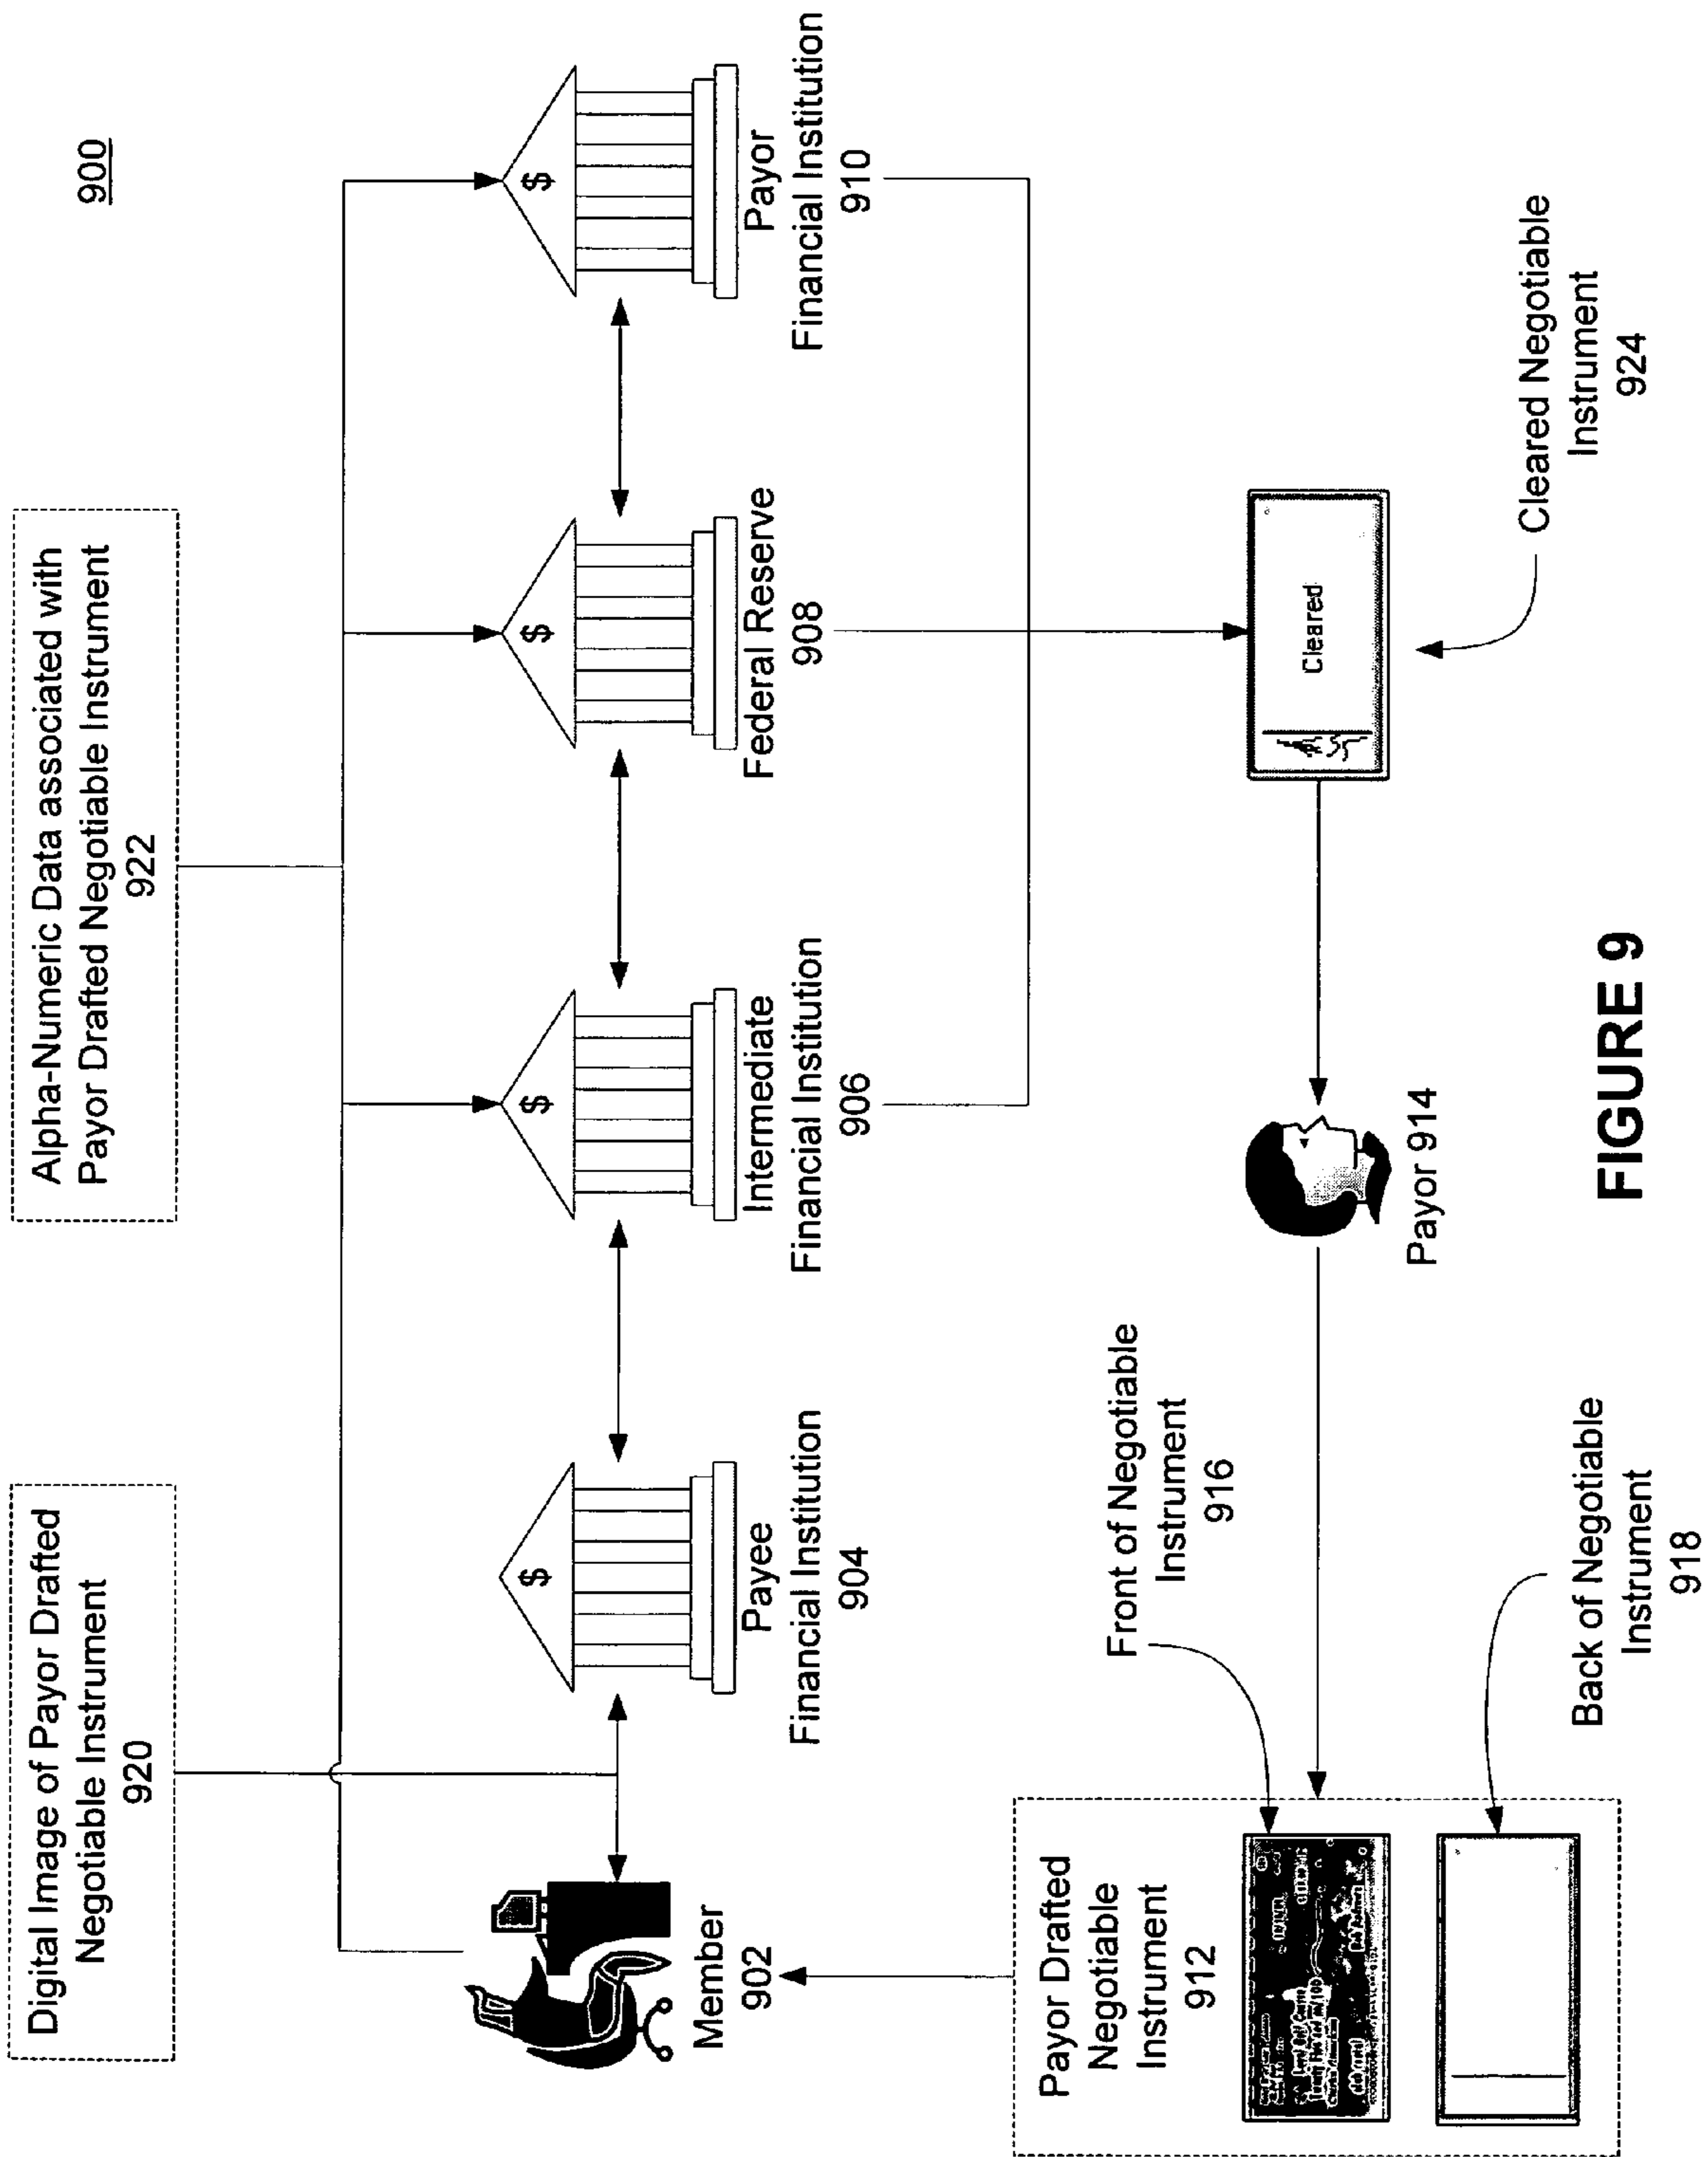 900
Digital Image of Payor Drafted
Negotiable Instrument
920
Alpha-Numeric Data associated with
Payor Drafted Negotiable Instrument
922
$
$
$
$
Member
902
Payee
Financial Institution
904
Intermediate
Financial Institution
906
Federal Reserve
908
Payor
Financial Institution
910
Payor Drafted
Negotiable
Instrument
912
Front of Negotiable
Instrument
916
Back of Negotiable
Instrument
918
Payor 914
Cleared
Cleared Negotiable
Instrument
924
FIGURE 9